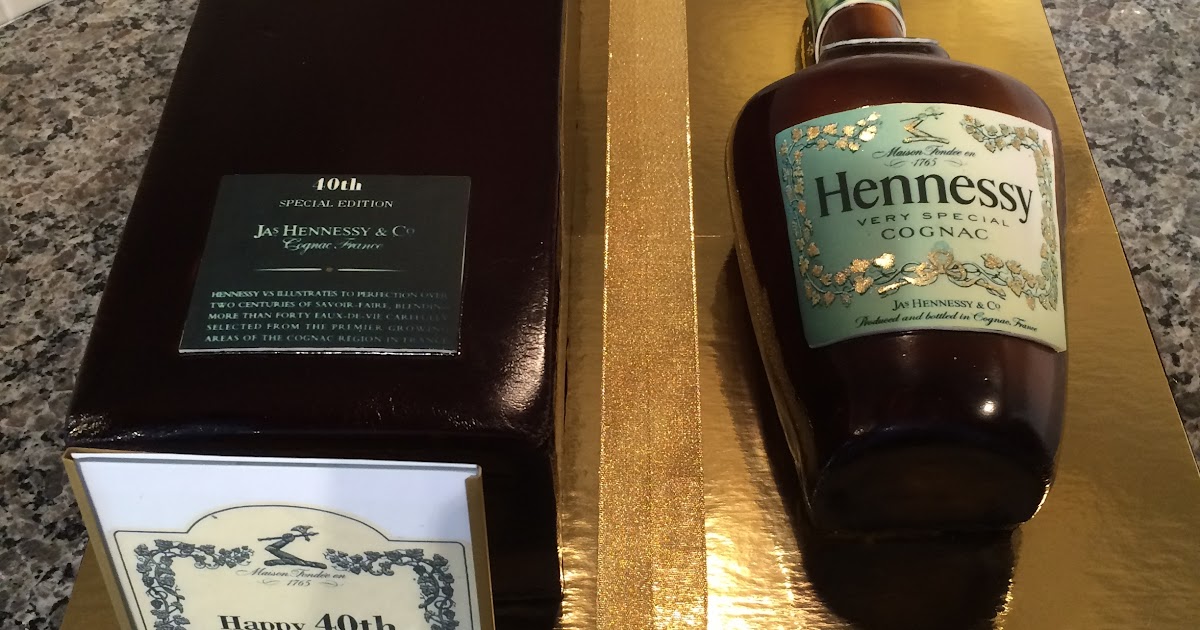 40th
SPECIAL EDITION
JAS HENNESSY & CO
Cognac France
HENNESSY VS ILLUSTRATES TO PERFECTION OVER
TWO CENTURIES OF SAVOIR-FAIRE, BLENDING
MORE THAN FORTY EAUX-DE-VIE CAREFULLY
SELECTED FROM THE PREMIER GROWING
AREAS OF THE COGNAC REGION IN FRANCE
Maison Fondee en
1765
Happy 40th
Maison Fondee en
1765
Hennessy
VERY SPECIAL
COGNAC
JAS HENNESSY & CO
Produced and bottled in Cognac, France